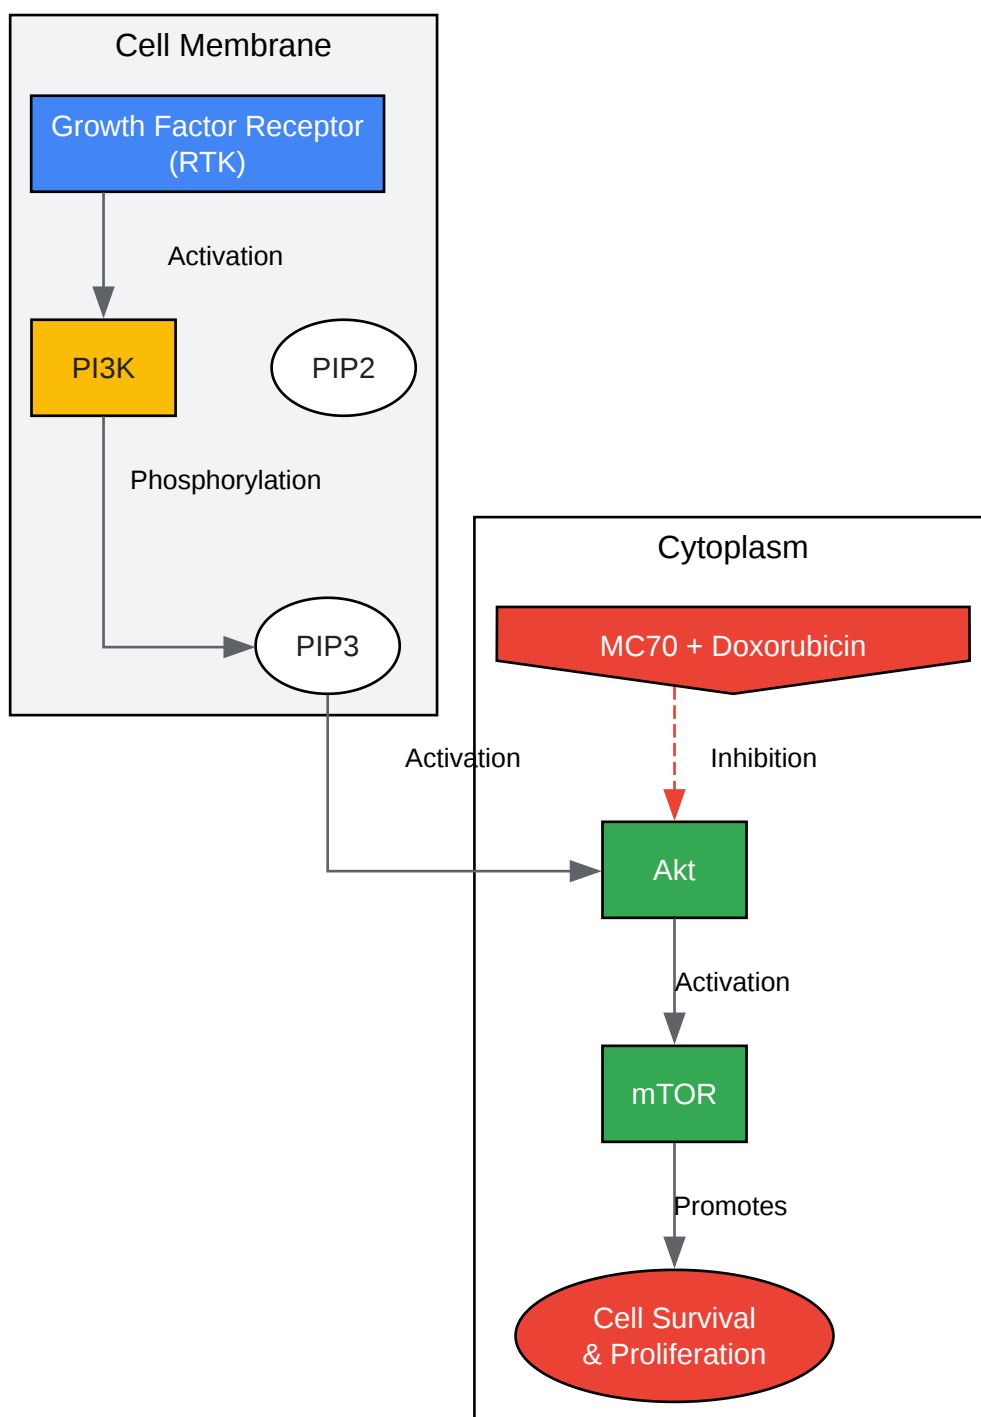 Cell Membrane
Growth Factor Receptor
(RTK)
Activation
PI3K
PIP2
Phosphorylation
PIP3
Cytoplasm
MC70 + Doxorubicin
Activation
Inhibition
Akt
Activation
mTOR
Promotes
Cell Survival
& Proliferation